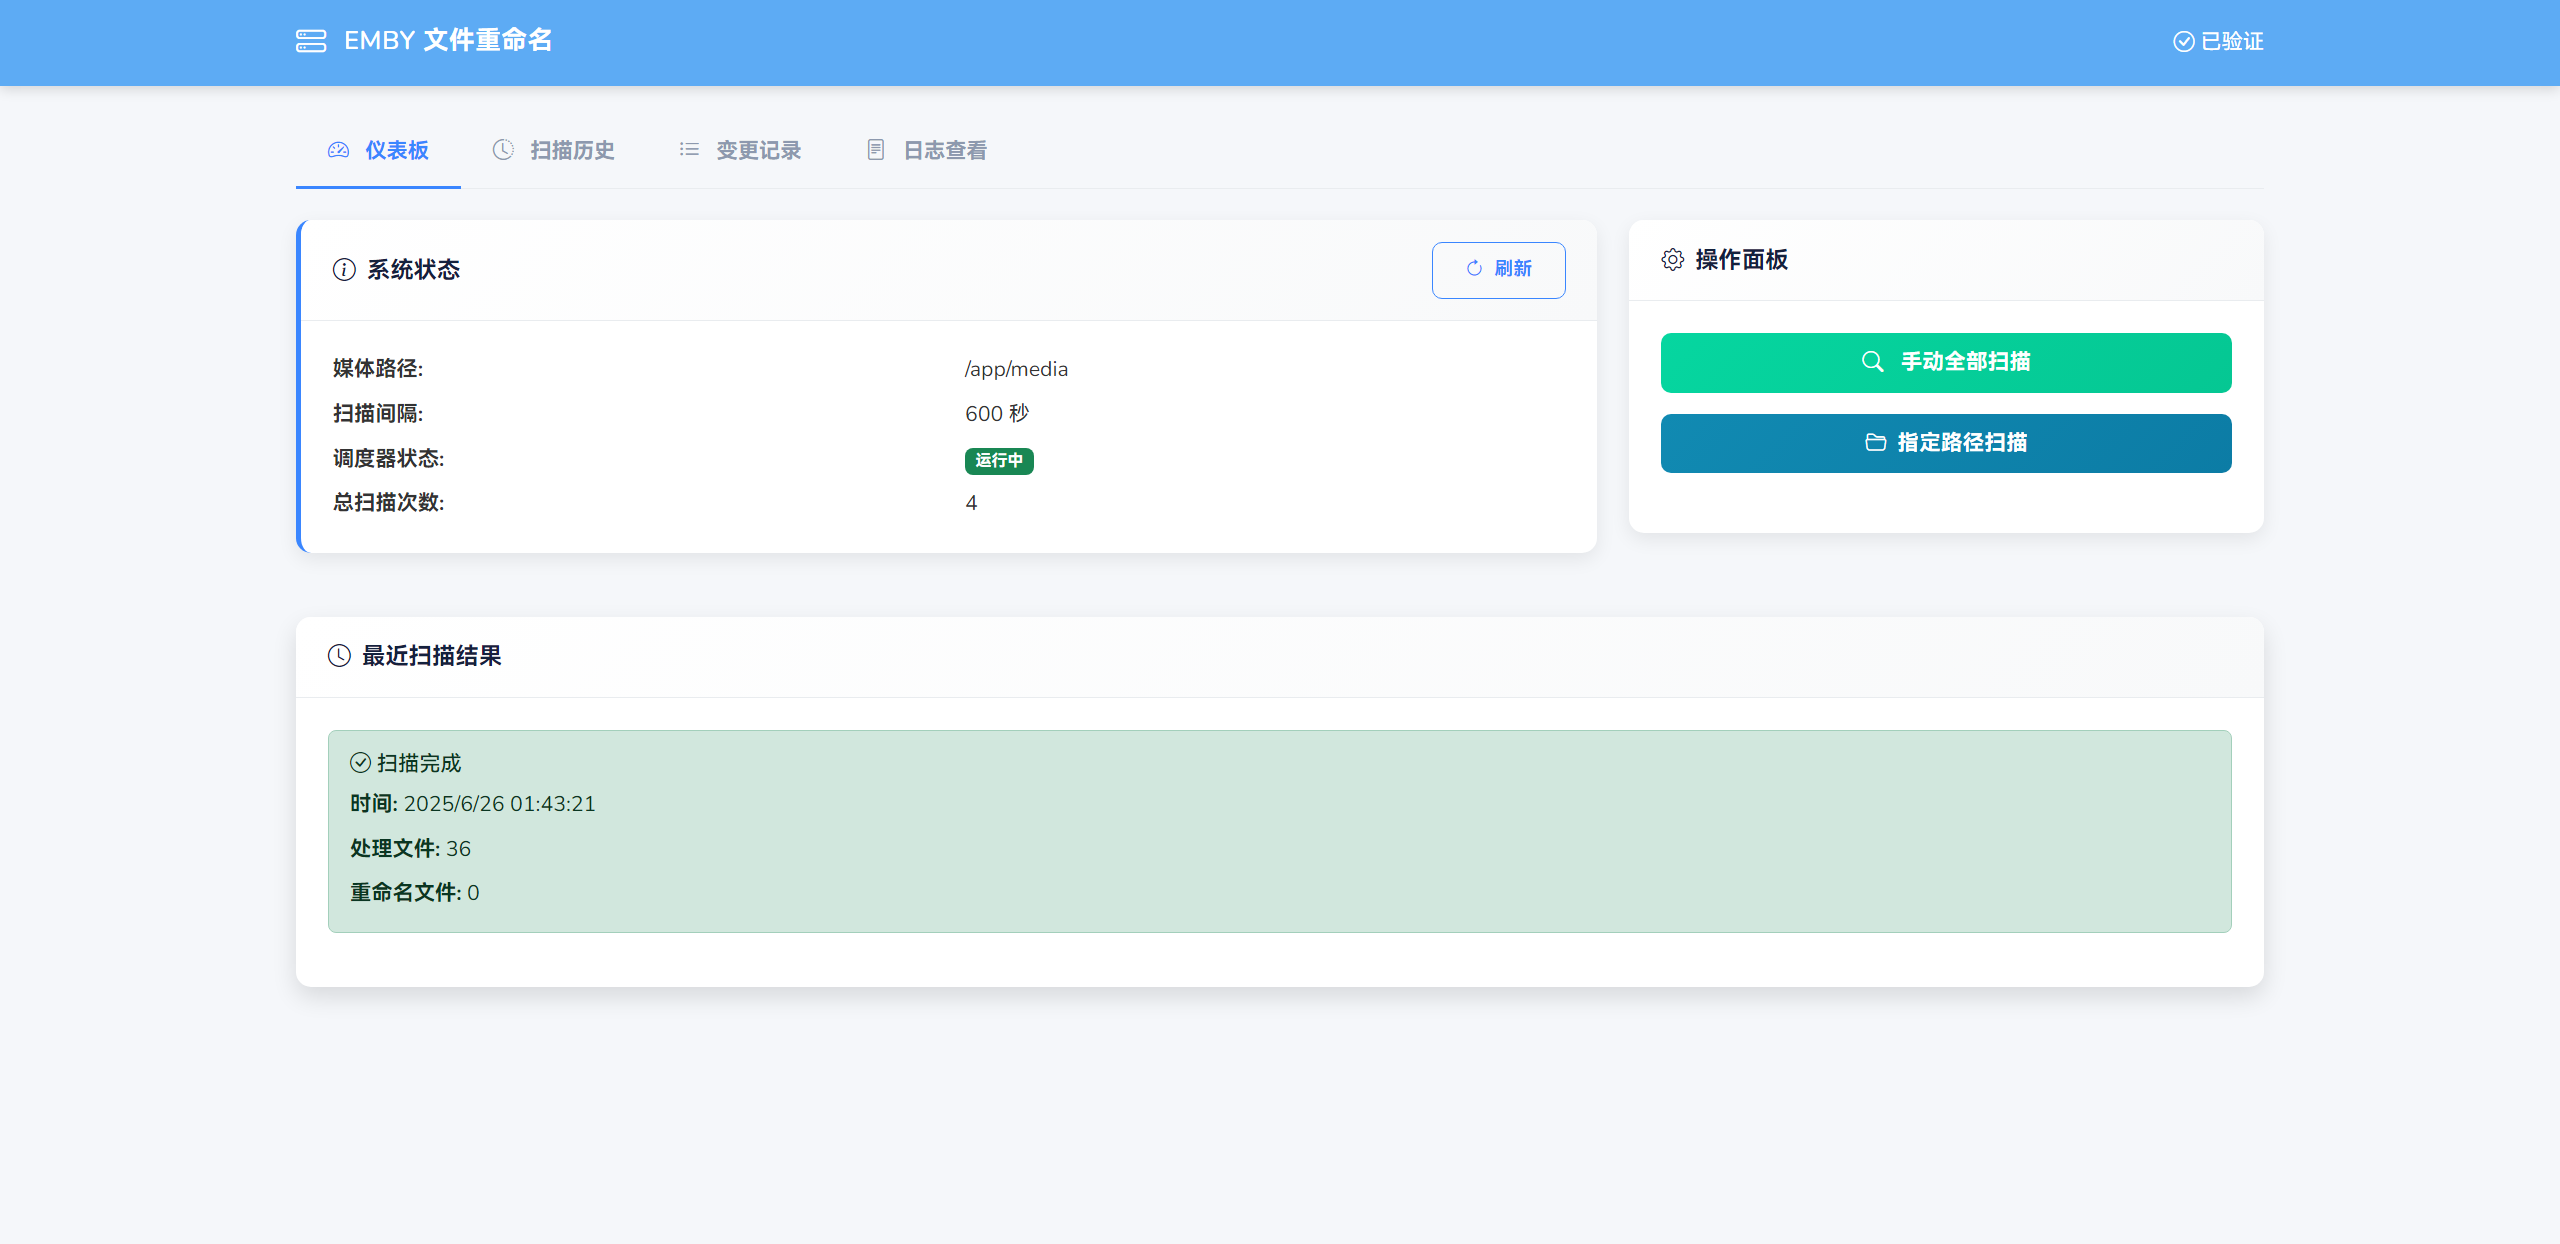 EMBY 文件重命名
已验证
仪表板
扫描历史
变更记录
日志查看
系统状态
刷新
媒体路径: /app/media
扫描间隔: 600 秒
调度器状态: 运行中
总扫描次数: 4
操作面板
手动全部扫描
指定路径扫描
最近扫描结果
扫描完成
时间: 2025/6/26 01:43:21
处理文件: 36
重命名文件: 0